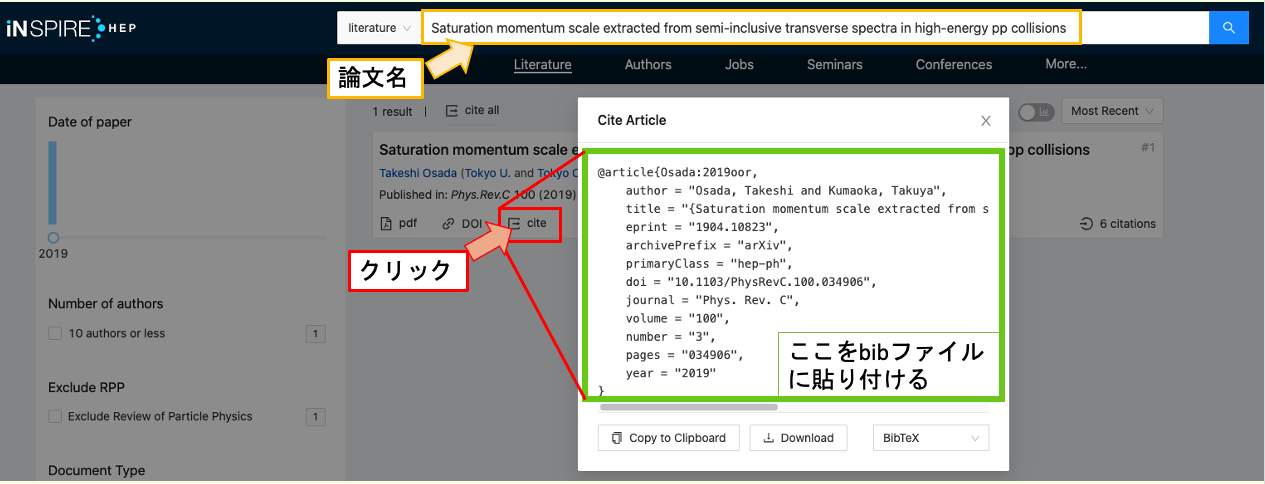 iNSPIRE HEP
literature
Saturation momentum scale extracted from semi-inclusive transverse spectra in high-energy pp collisions
論文名
Literature
Authors
Jobs
Seminars
Conferences
More...
Date of paper
2019
Number of authors
10 authors or less
1
Exclude RPP
Exclude Review of Particle Physics
1
Document Type
1 result
cite all
Most Recent
Saturation momentum scale e
pp collisions
#1
Takeshi Osada (Tokyo U. and Tokyo C
Published in: Phys.Rev.C 100 (2019)
pdf
DOI
cite
6 citations
クリック
Cite Article
@article{Osada:2019oor,
author = "Osada, Takeshi and Kumaoka, Takuya",
title = "{Saturation momentum scale extracted from s
eprint = "1904.10823",
archivePrefix = "arXiv",
primaryClass = "hep-ph",
doi = "10.1103/PhysRevC.100.034906",
journal = "Phys. Rev. C",
volume = "100",
number = "3",
pages = "034906",
year = "2019"
}
ここをbibファイル
に貼り付ける
Copy to Clipboard
Download
BibTeX